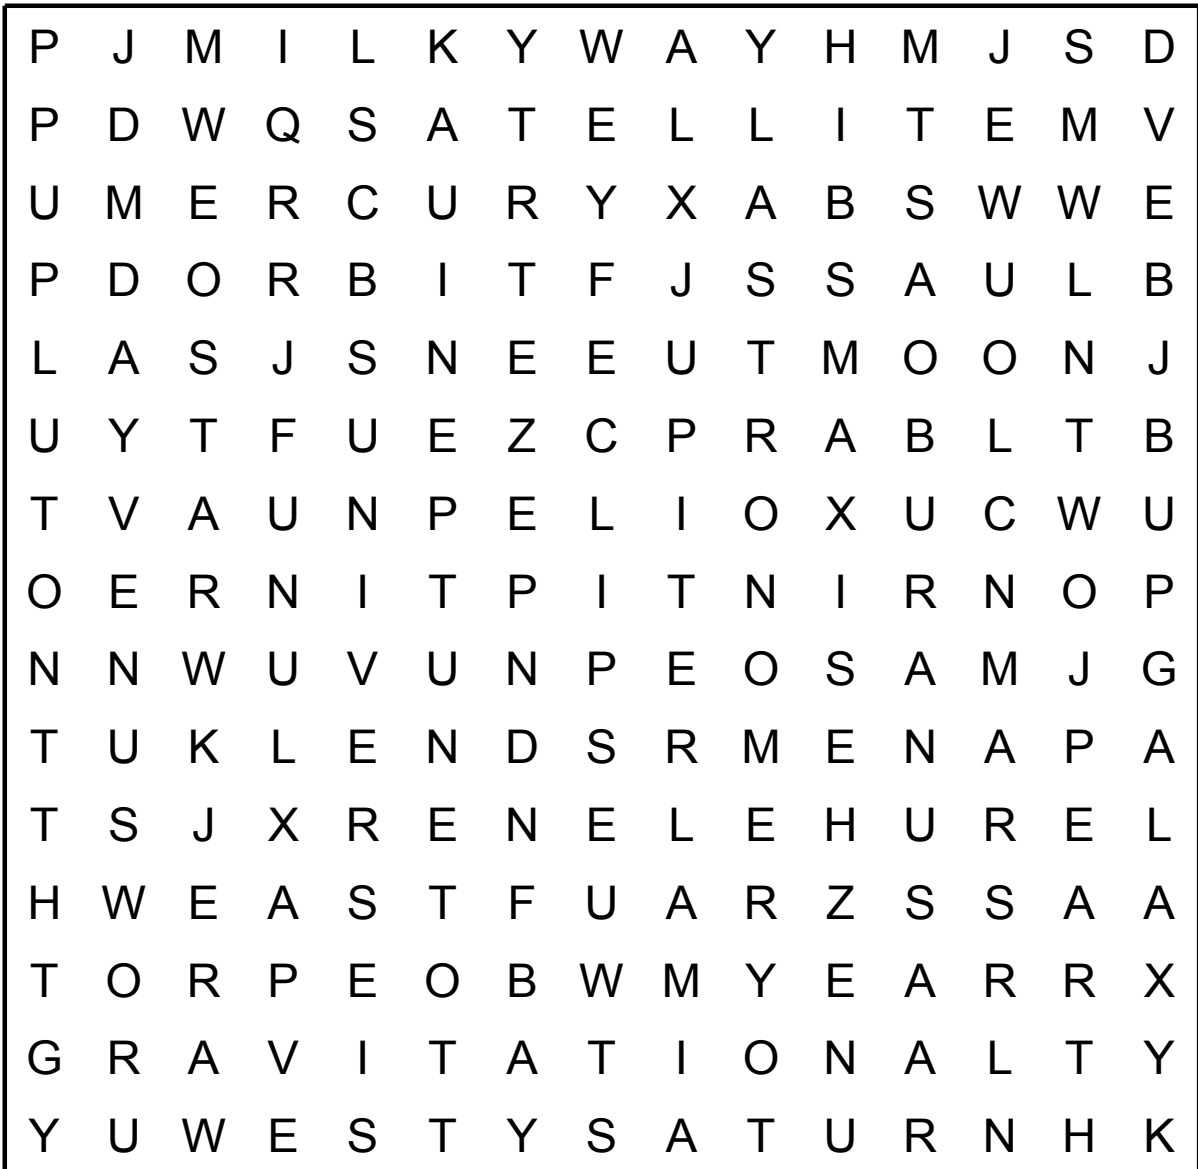 P J M I L K Y W A Y H M J S D
P D W Q S A T E L L I T E M V
U M E R C U R Y X A B S W W E
P D O R B I T F J S S A U L B
L A S J S N E E U T M O O N J
U Y T F U E Z C P R A B L T B
T V A U N P E L I O X U C W U
O E R N I T P I T N I R N O P
N N W U V U N P E O S A M J G
T U K L E N D S R M E N A P A
T S J X R E N E L E H U R E L
H W E A S T F U A R Z S S A A
T O R P E O B W M Y E A R R X
G R A V I T A T I O N A L T Y
Y U W E S T Y S A T U R N H K